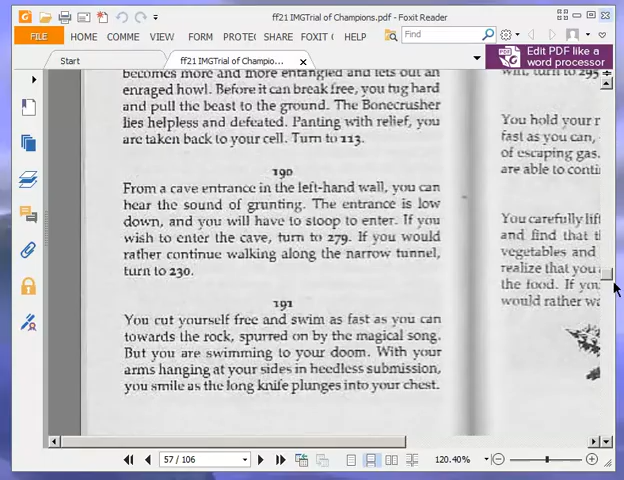 ff21 IMGTrial of Champions.pdf - Foxit Reader
FILE HOME COMME VIEW FORM PROTEC SHARE FOXIT C HELP Find
Start ff21 IMGTrial of Champio... Edit PDF like a
word processor
becomes more and more entangled and lets out an
enraged howl. Before it can break free, you tug hard
and pull the beast to the ground. The Bonecrusher
lies helpless and defeated. Panting with relief, you
are taken back to your cell. Turn to 113.
190
From a cave entrance in the left-hand wall, you can
hear the sound of grunting. The entrance is low
down, and you will have to stoop to enter. If you
wish to enter the cave, turn to 279. If you would
rather continue walking along the narrow tunnel,
turn to 230.
191
You cut yourself free and swim as fast as you can
towards the rock, spurred on by the magical song.
But you are swimming to your doom. With your
arms hanging at your sides in heedless submission,
you smile as the long knife plunges into your chest.
will, turn to 295
You hold your r
fast as you can,
of escaping gas.
are able to conti
You carefully lif
and find that t
vegetables and
realize that you
the food. If you
would rather wa
57 / 106 120.40%